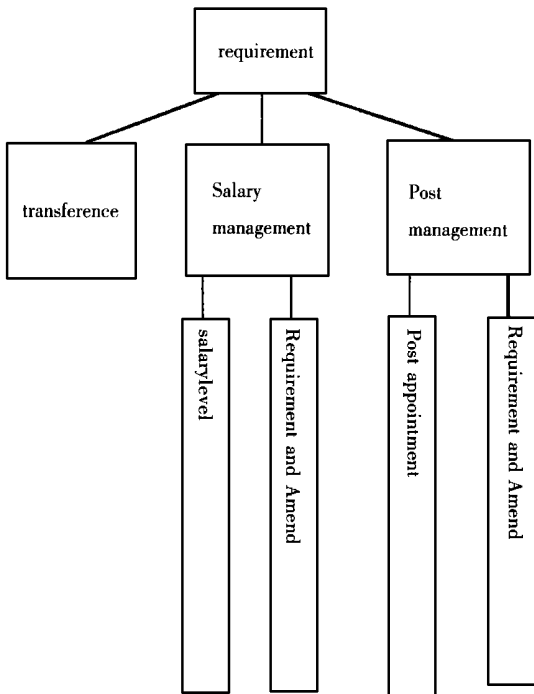 requirement
transference
Salary
management
Post
management
salarylevel
Requirement and Amend
Post appointment
Requirement and Amend